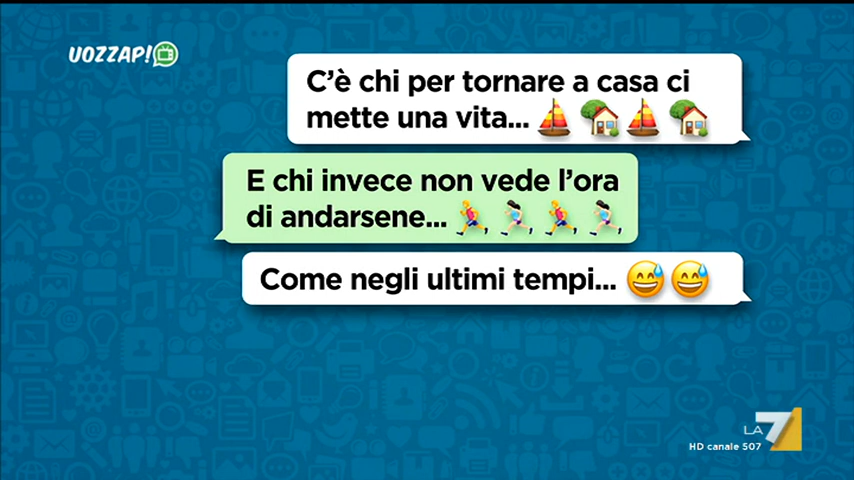 UOZZAP!
C'è chi per tornare a casa ci
mette una vita... ⛵🏡⛵🏡
E chi invece non vede l'ora
di andarsene... 🏃🏃‍♀️🏃🏃‍♀️
Come negli ultimi tempi... 😅😅
LA7
HD canale 507